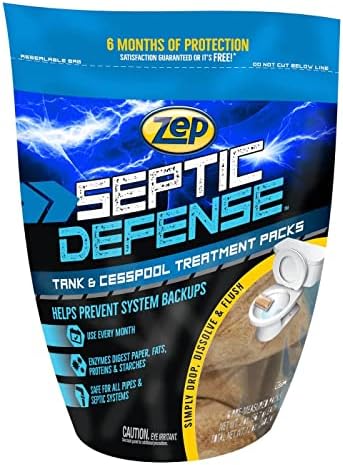 6 MONTHS OF PROTECTION
SATISFACTION GUARANTEED OR IT'S FREE!*
RESEALABLE BAG
DO NOT CUT BELOW LINE
Zep
SEPTIC
DEFENSE™
TANK & CESSPOOL TREATMENT PACKS
HELPS PREVENT SYSTEM BACKUPS
USE EVERY MONTH
ENZYMES DIGEST PAPER, FATS,
PROTEINS & STARCHES
SAFE FOR ALL PIPES &
SEPTIC SYSTEMS
SIMPLY DROP, DISSOLVE & FLUSH
CAUTION. EYE IRRITANT.